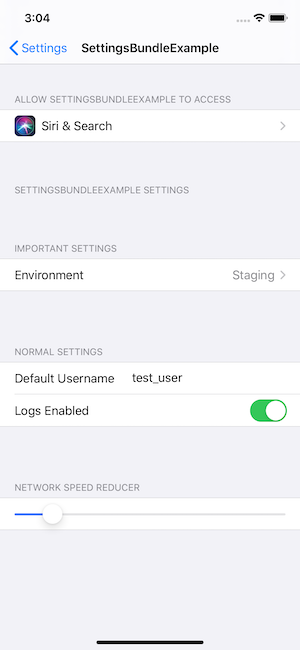 3:04
Settings
SettingsBundleExample
ALLOW SETTINGSBUNDLEEXAMPLE TO ACCESS
Siri & Search
SETTINGSBUNDLEEXAMPLE SETTINGS
IMPORTANT SETTINGS
Environment Staging
NORMAL SETTINGS
Default Username test_user
Logs Enabled
NETWORK SPEED REDUCER